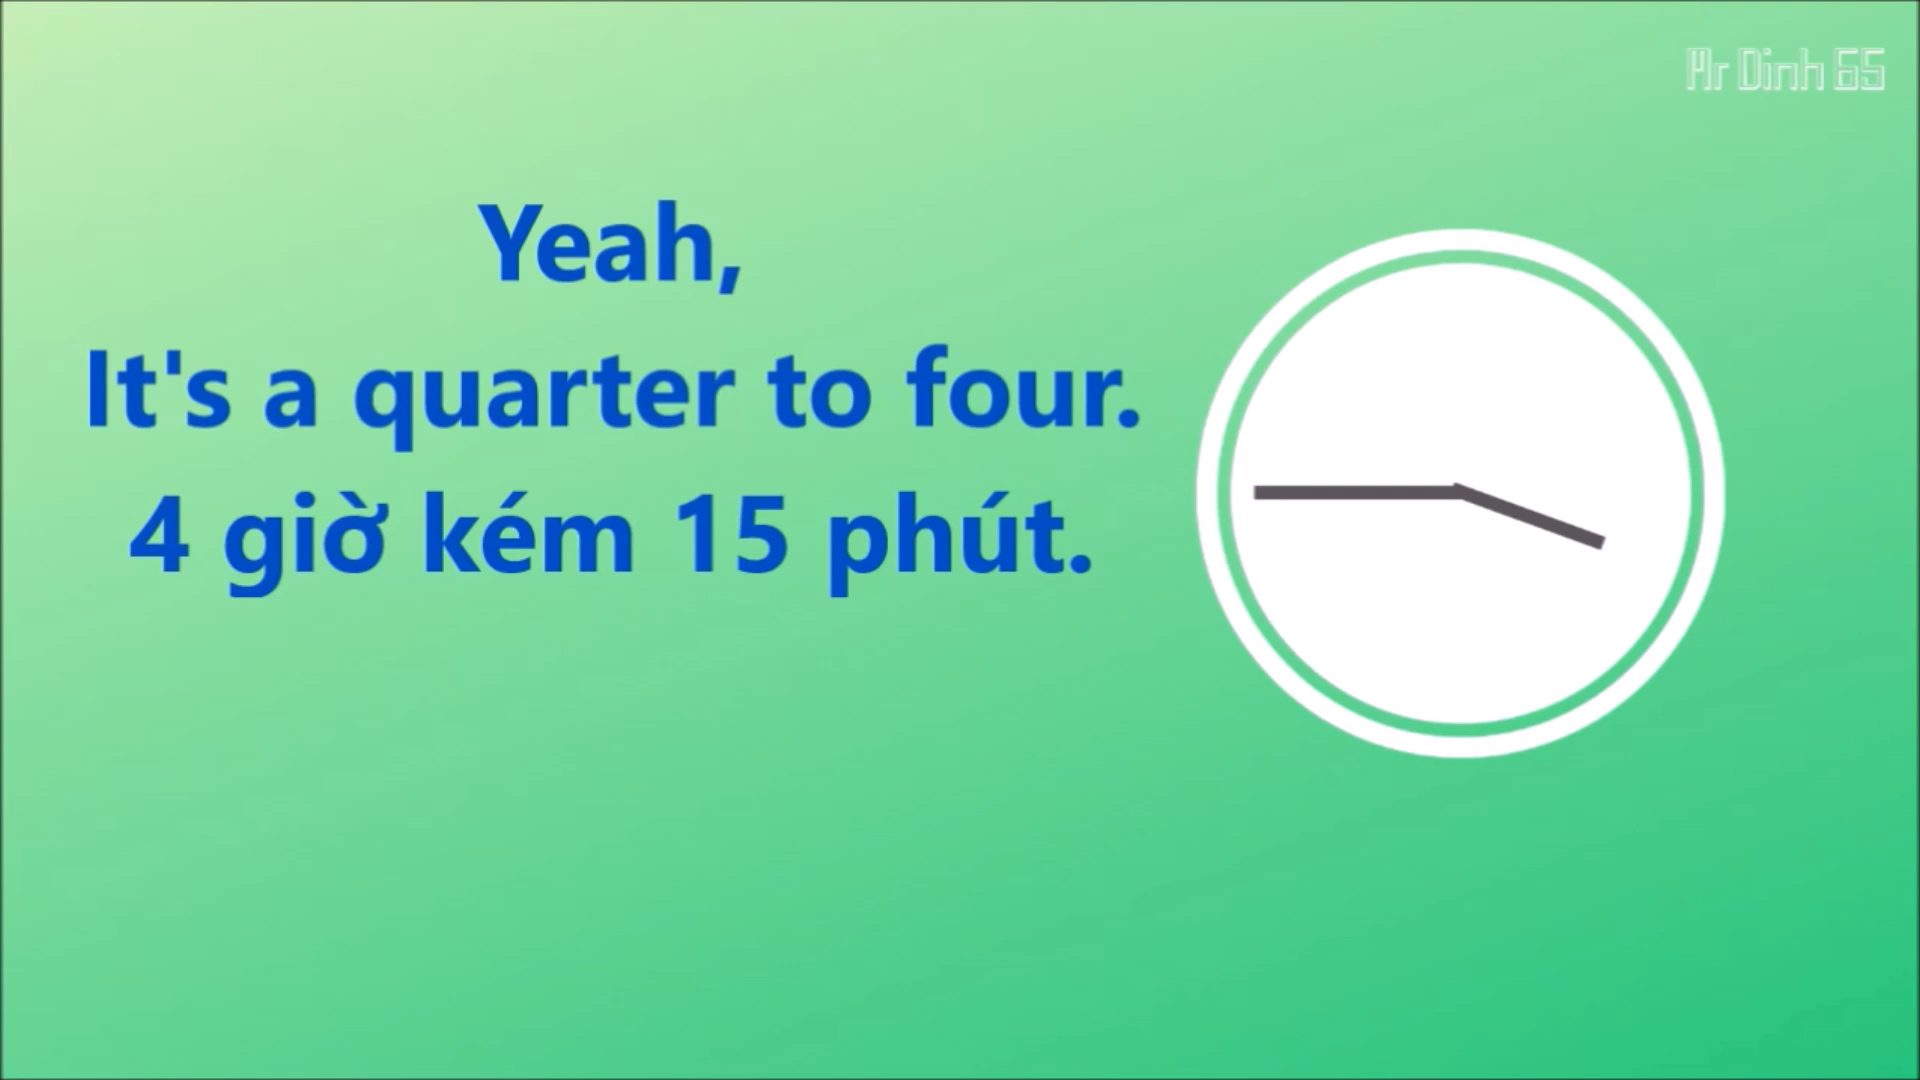 Mr Dinh 65
Yeah,
It's a quarter to four.
4 giờ kém 15 phút.